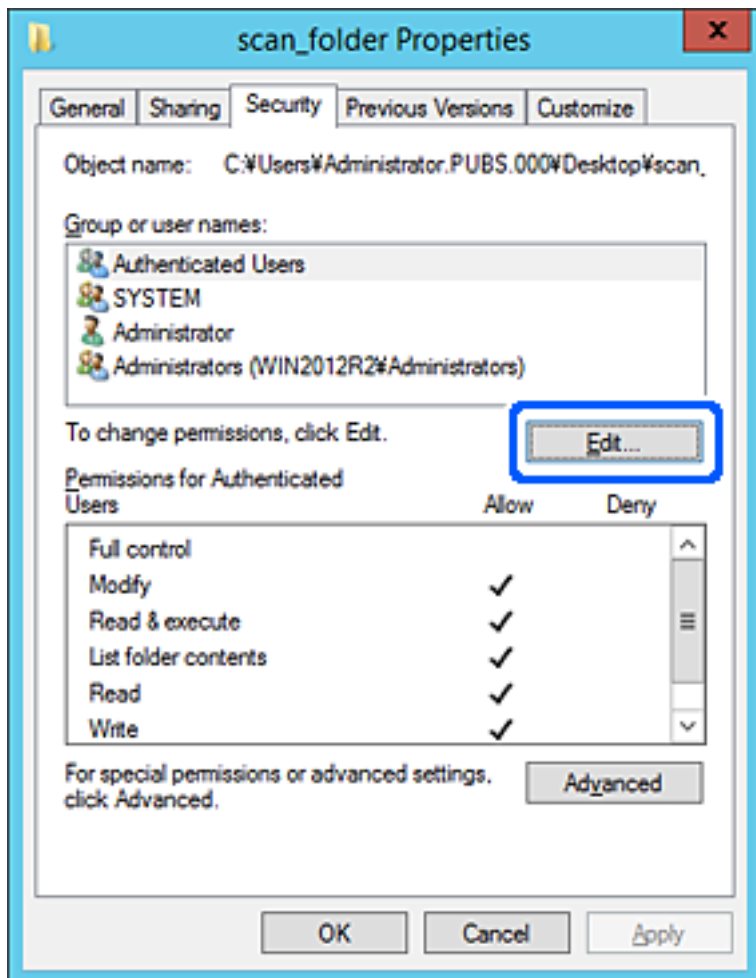 scan_folder Properties
x
General Sharing Security Previous Versions Customize
Object name: C:¥Users¥Administrator.PUBS.000¥Desktop¥scan_
Group or user names:
Authenticated Users
SYSTEM
Administrator
Administrators (WIN2012R2¥Administrators)
To change permissions, click Edit.
Edit...
Permissions for Authenticated
Users Allow Deny
Full control
Modify
Read & execute
List folder contents
Read
Write
For special permissions or advanced settings,
click Advanced.
Advanced
OK Cancel Apply